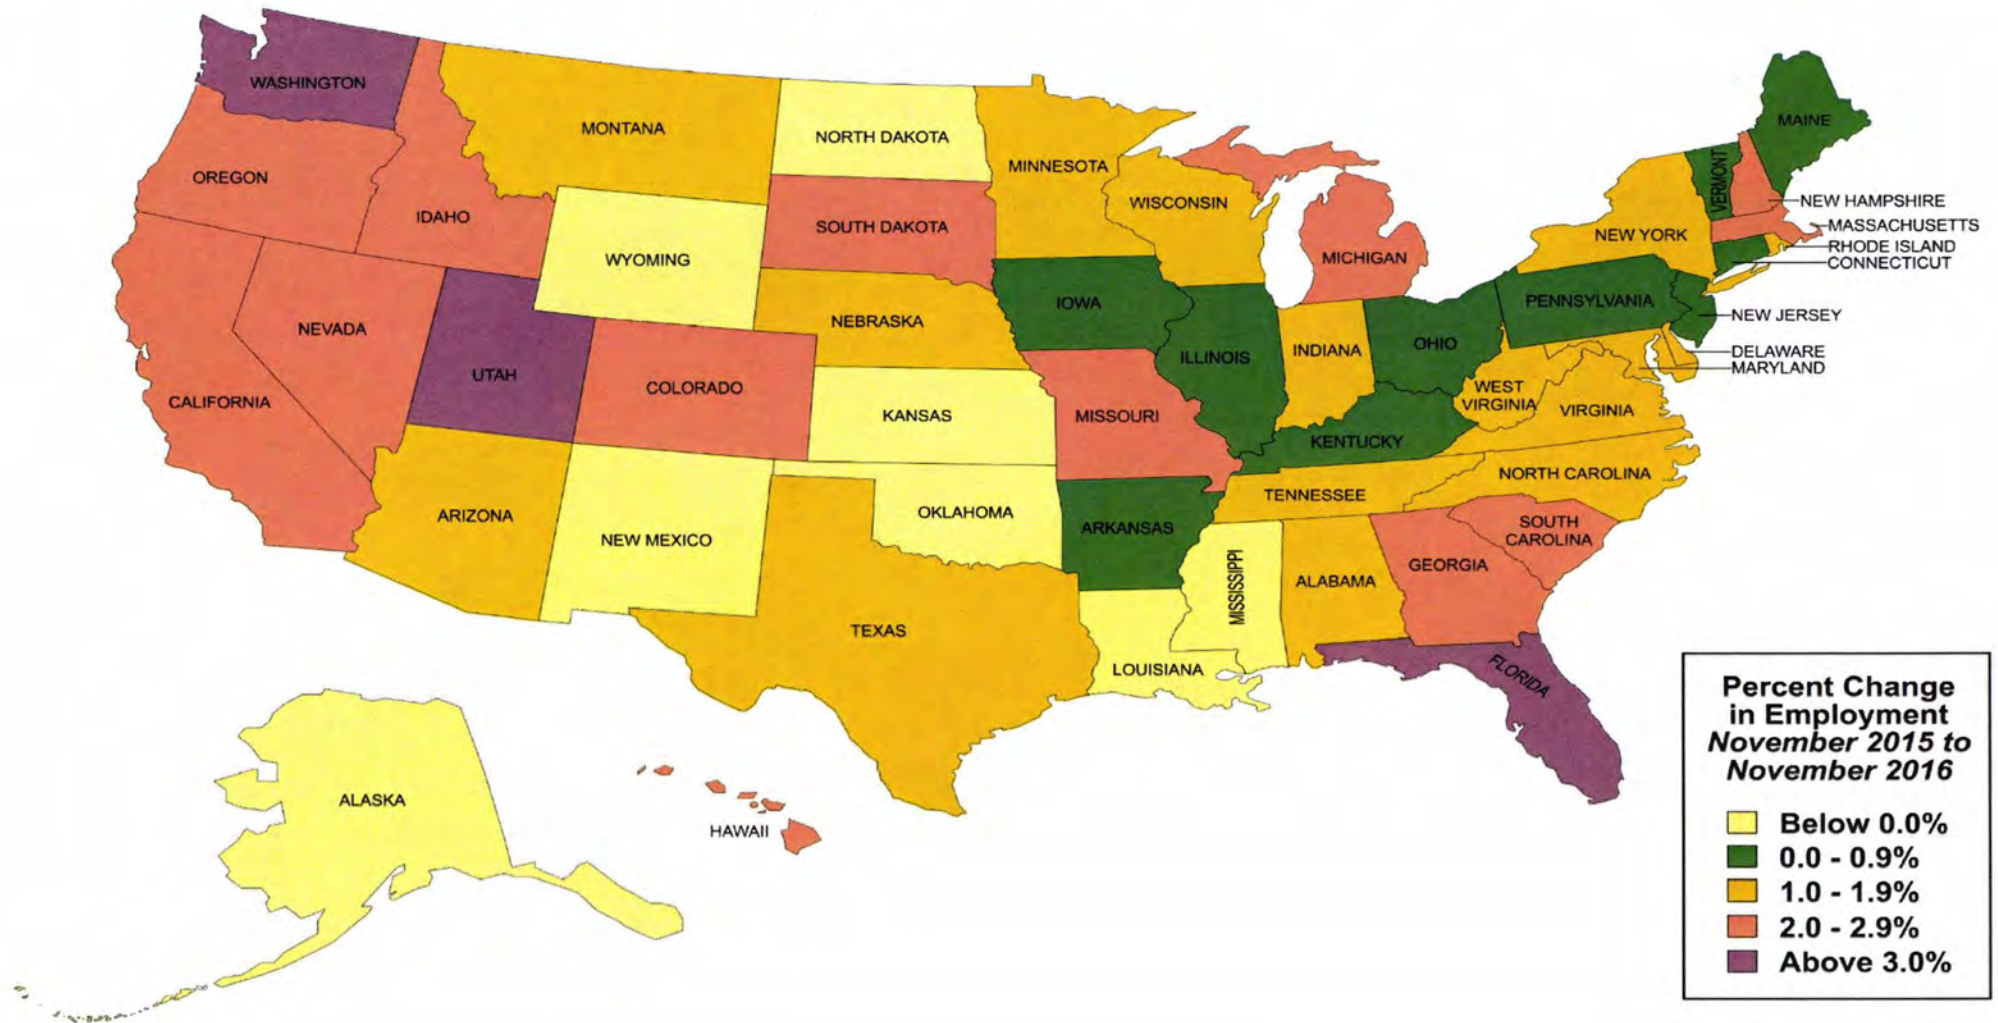 WASHINGTON
MAINE
MONTANA
NORTH DAKOTA
MINNESOTA
VERMONT
OREGON
IDAHO
WISCONSIN
NEW HAMPSHIRE
SOUTH DAKOTA
MASSACHUSETTS
NEW YORK
RHODE ISLAND
WYOMING
MICHIGAN
CONNECTICUT
IOWA
PENNSYLVANIA
NEVADA
NEBRASKA
NEW JERSEY
ILLINOIS
INDIANA
OHIO
DELAWARE
MARYLAND
UTAH
COLORADO
CALIFORNIA
KANSAS
MISSOURI
WEST
VIRGINIA
VIRGINIA
KENTUCKY
ARIZONA
NEW MEXICO
OKLAHOMA
ARKANSAS
TENNESSEE
NORTH CAROLINA
SOUTH
CAROLINA
MISSISSIPPI
ALABAMA
GEORGIA
TEXAS
LOUISIANA
FLORIDA
ALASKA
HAWAII
Percent Change
in Employment
November 2015 to
November 2016
Below 0.0%
0.0 - 0.9%
1.0 - 1.9%
2.0 - 2.9%
Above 3.0%